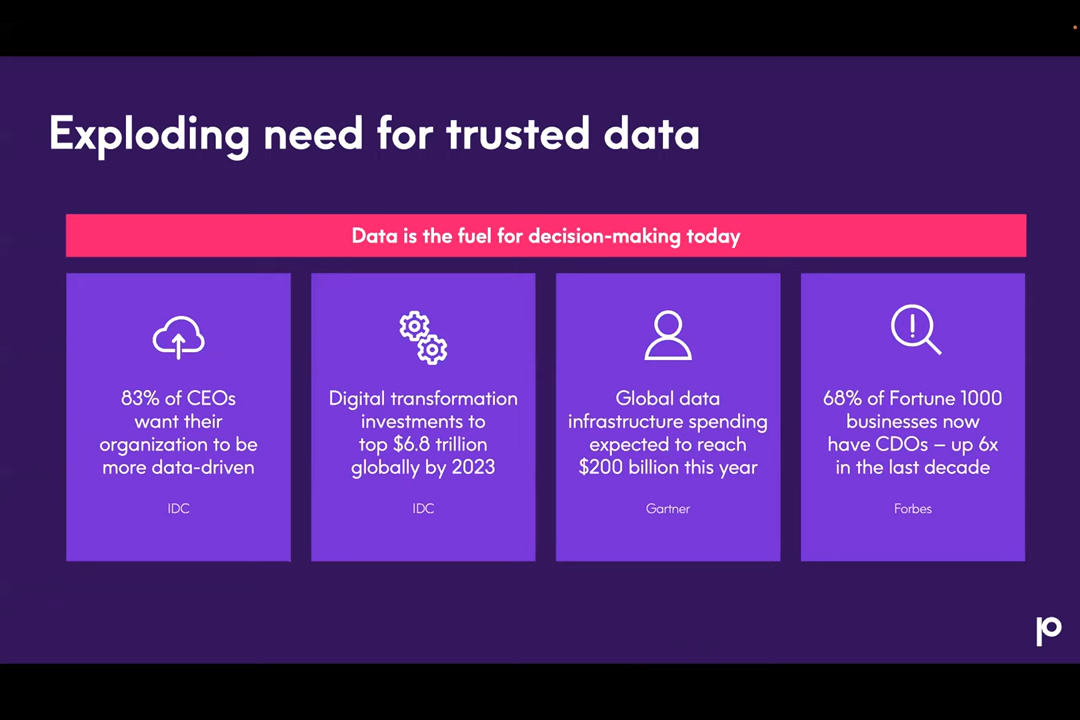 Exploding need for trusted data
Data is the fuel for decision-making today
83% of CEOs
want their
organization to be
more data-driven
IDC
Digital transformation
investments to
top $6.8 trillion
globally by 2023
IDC
Global data
infrastructure spending
expected to reach
$200 billion this year
Gartner
68% of Fortune 1000
businesses now
have CDOs – up 6x
in the last decade
Forbes